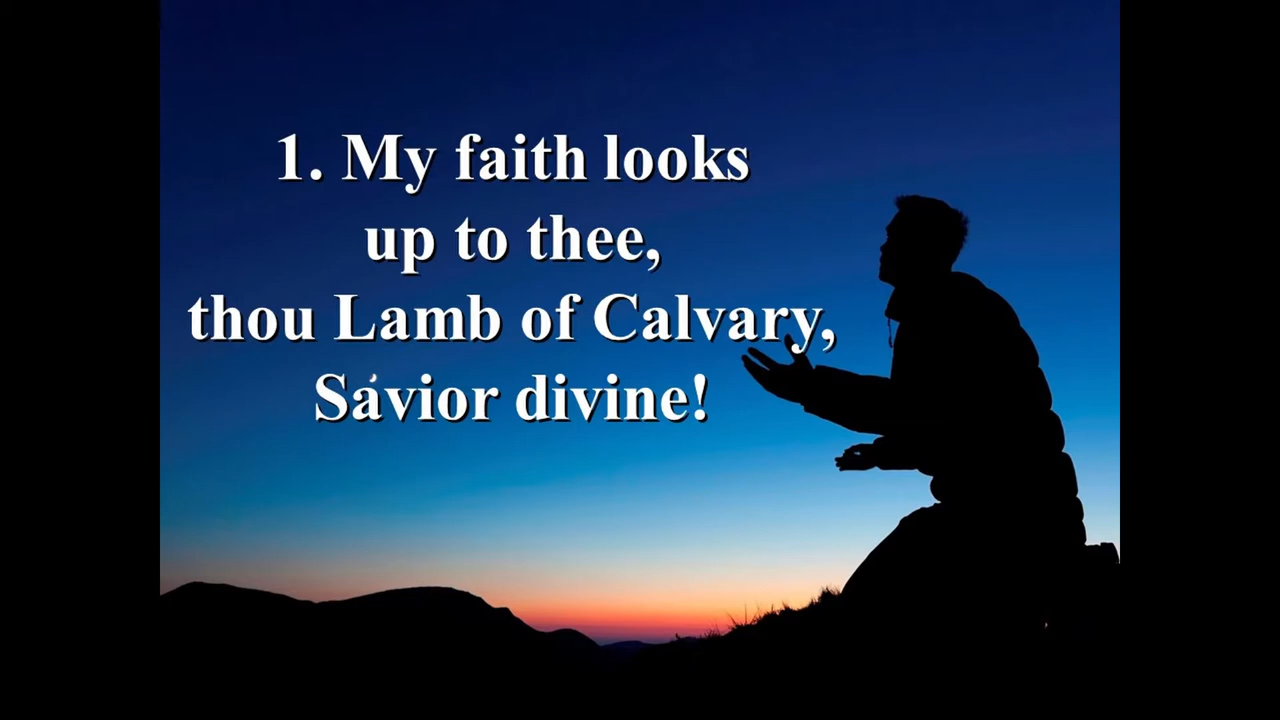 1. My faith looks
up to thee,
thou Lamb of Calvary,
Savior divine!